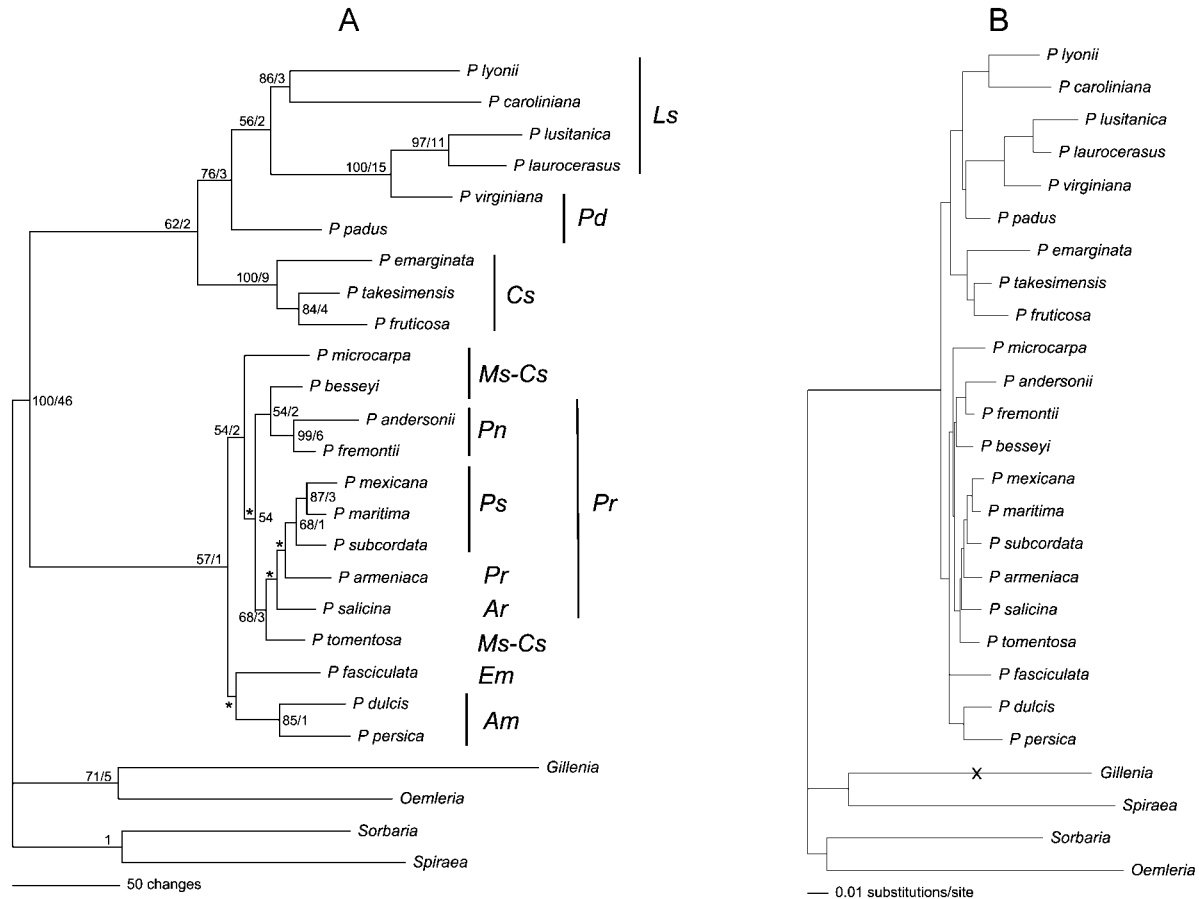 A
B
86/3
P lyonii
P caroliniana
56/2
Ls
97/11
P lusitanica
P laurocerasus
100/15
76/3
P virginiana
Pd
62/2
P padus
P emarginata
100/9
P takesimensis
Cs
84/4
P fruticosa
100/46
P microcarpa
Ms-Cs
P besseyi
54/2
54/2
P andersonii
Pn
99/6
P fremontii
P mexicana
87/3
P maritima
Ps
Pr
*
54
68/1
P subcordata
*
57/1
P armeniaca
Pr
*
P salicina
Ar
68/3
P tomentosa
Ms-Cs
P fasciculata
Em
*
P dulcis
85/1
Am
P persica
71/5
Gillenia
Oemleria
1
Sorbaria
Spiraea
50 changes
P lyonii
P caroliniana
P lusitanica
P laurocerasus
P virginiana
P padus
P emarginata
P takesimensis
P fruticosa
P microcarpa
P andersonii
P fremontii
P besseyi
P mexicana
P maritima
P subcordata
P armeniaca
P salicina
P tomentosa
P fasciculata
P dulcis
P persica
X
Gillenia
Spiraea
Sorbaria
Oemleria
0.01 substitutions/site